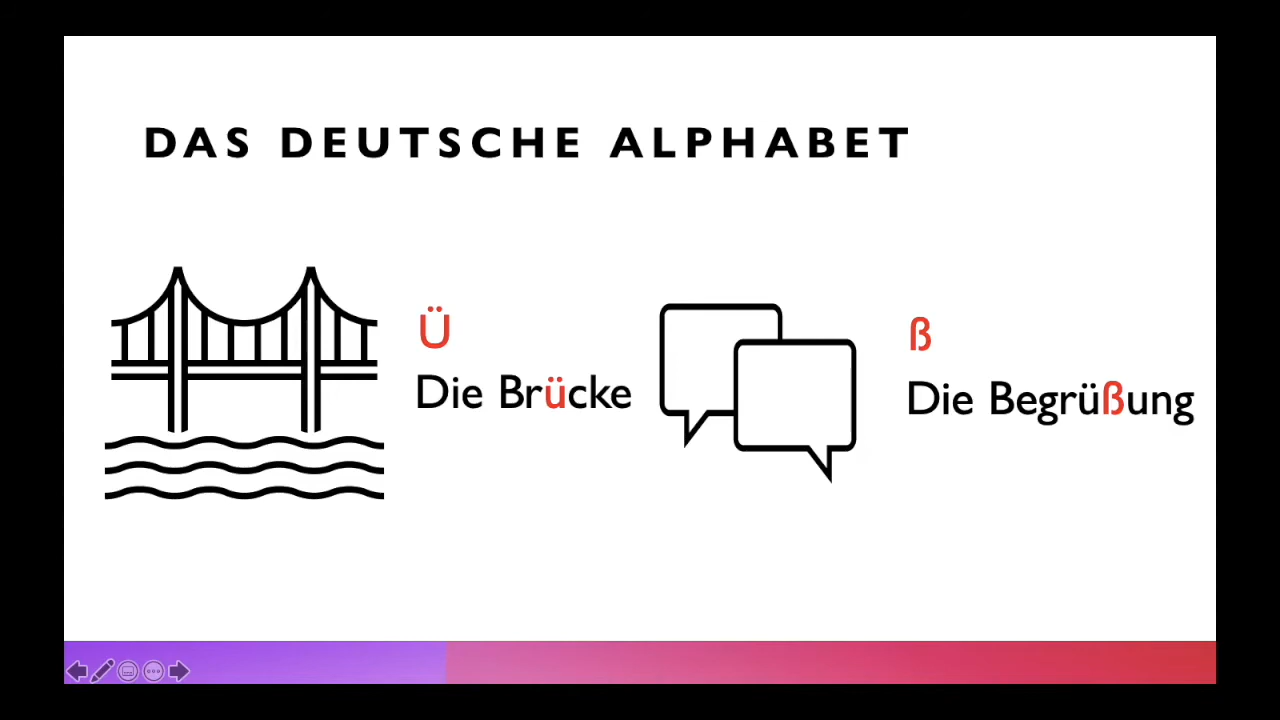 DAS DEUTSCHE ALPHABET
Ü
Die Brücke
ß
Die Begrüßung